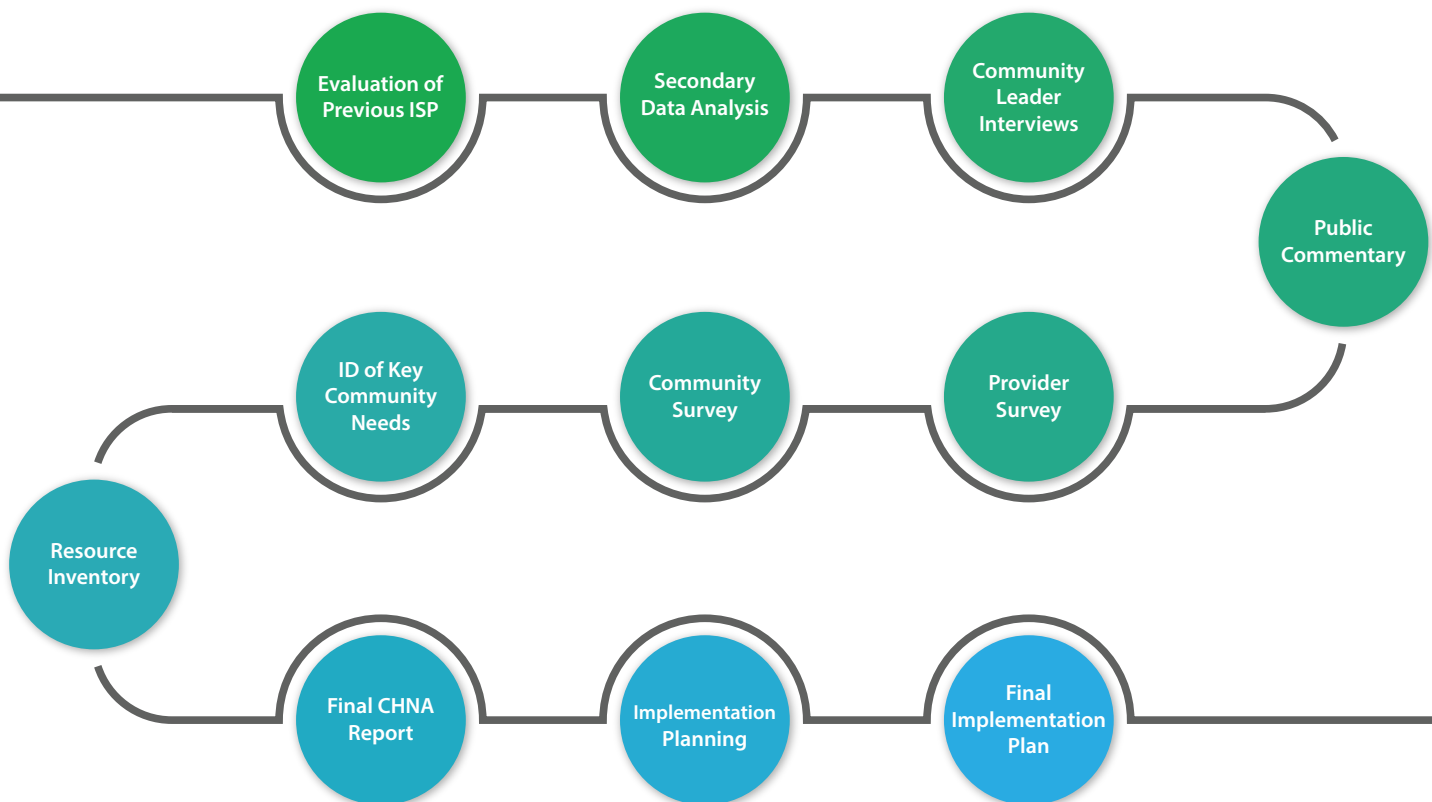 Evaluation of
Previous ISP
Secondary
Data Analysis
Community
Leader
Interviews
Public
Commentary
Provider
Survey
Community
Survey
ID of Key
Community
Needs
Resource
Inventory
Final CHNA
Report
Implementation
Planning
Final
Implementation
Plan